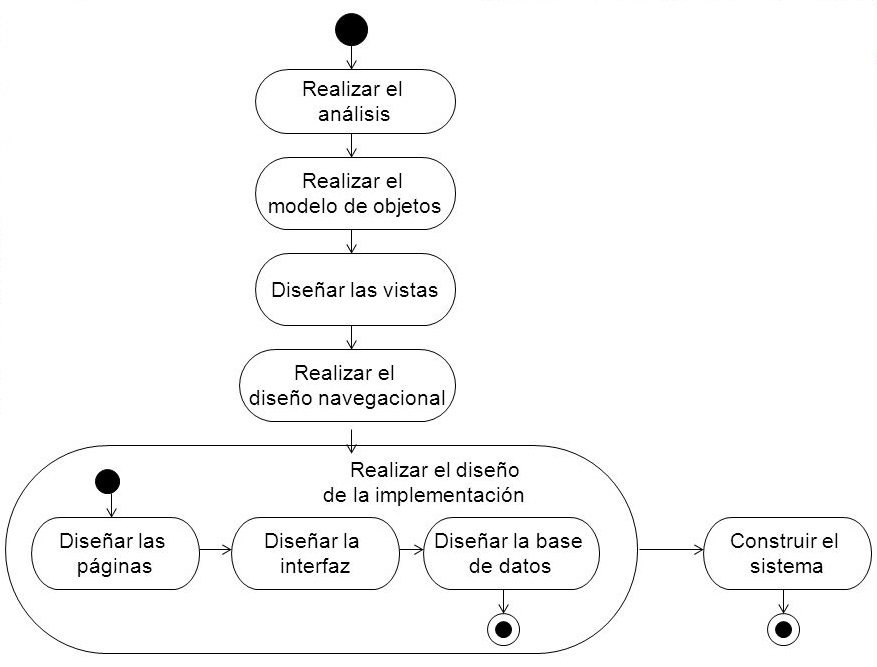 Realizar el
análisis
Realizar el
modelo de objetos
Diseñar las vistas
Realizar el
diseño navegacional
Realizar el diseño
de la implementación
Diseñar las
páginas
Diseñar la
interfaz
Diseñar la base
de datos
Construir el
sistema